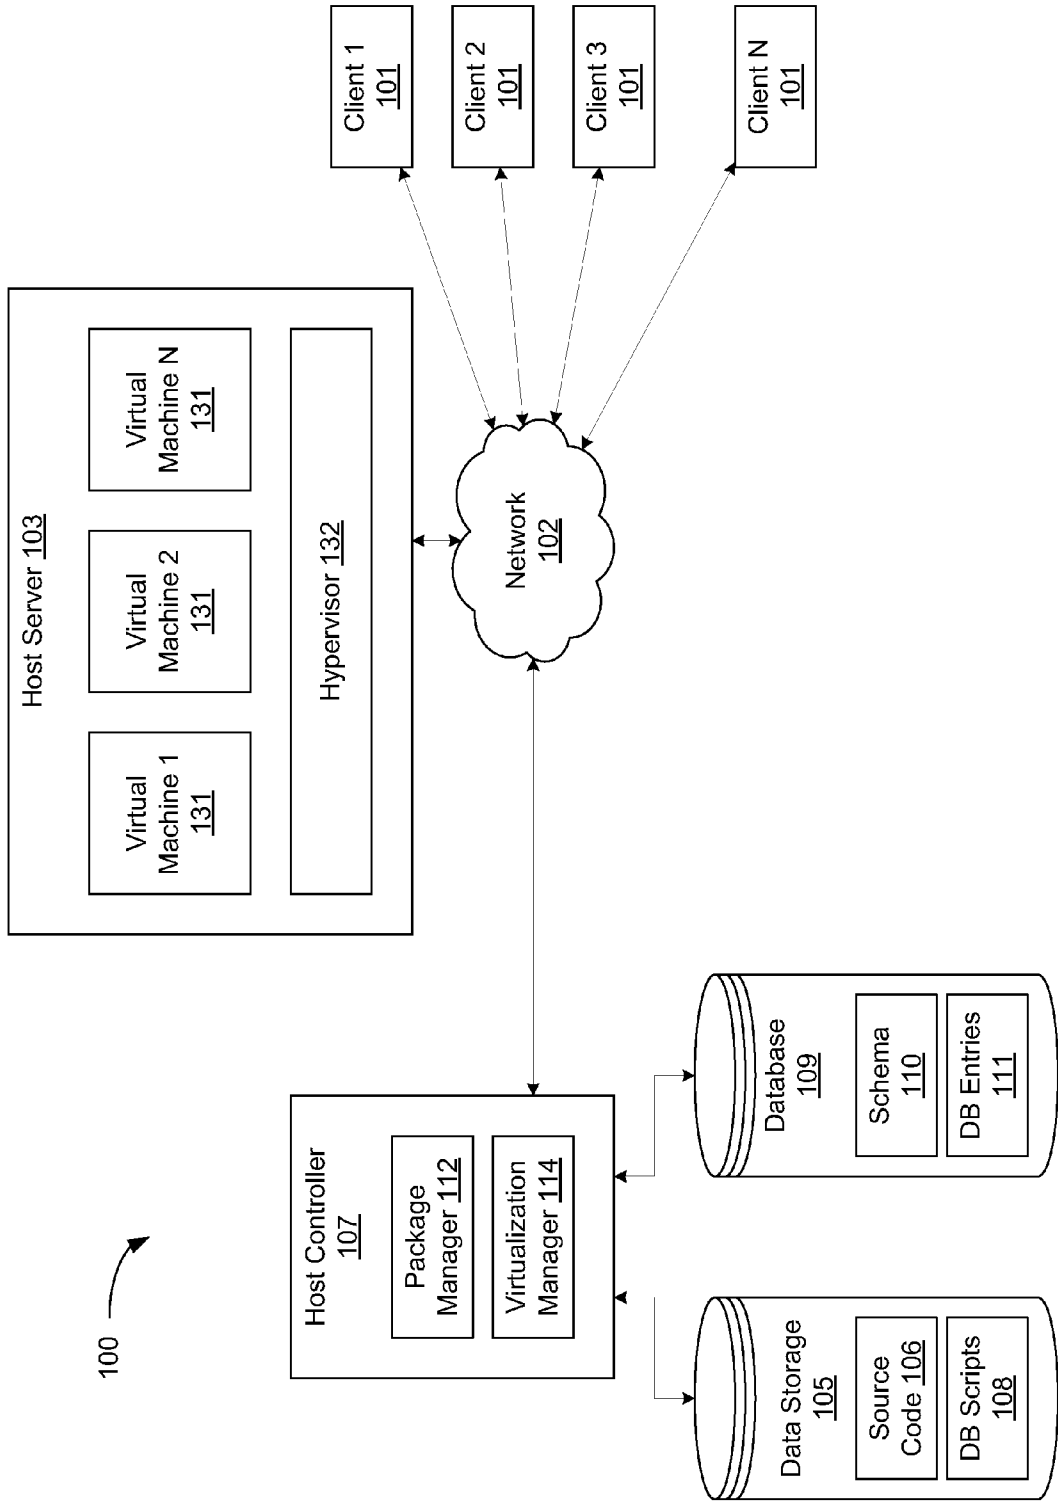 100
Host Server 103
Virtual
Machine 1
131
Virtual
Machine 2
131
Virtual
Machine N
131
Hypervisor 132
Client 1
101
Client 2
101
Client 3
101
Client N
101
Network
102
Host Controller
107
Package
Manager 112
Virtualization
Manager 114
Data Storage
105
Source
Code 106
DB Scripts
108
Database
109
Schema
110
DB Entries
111